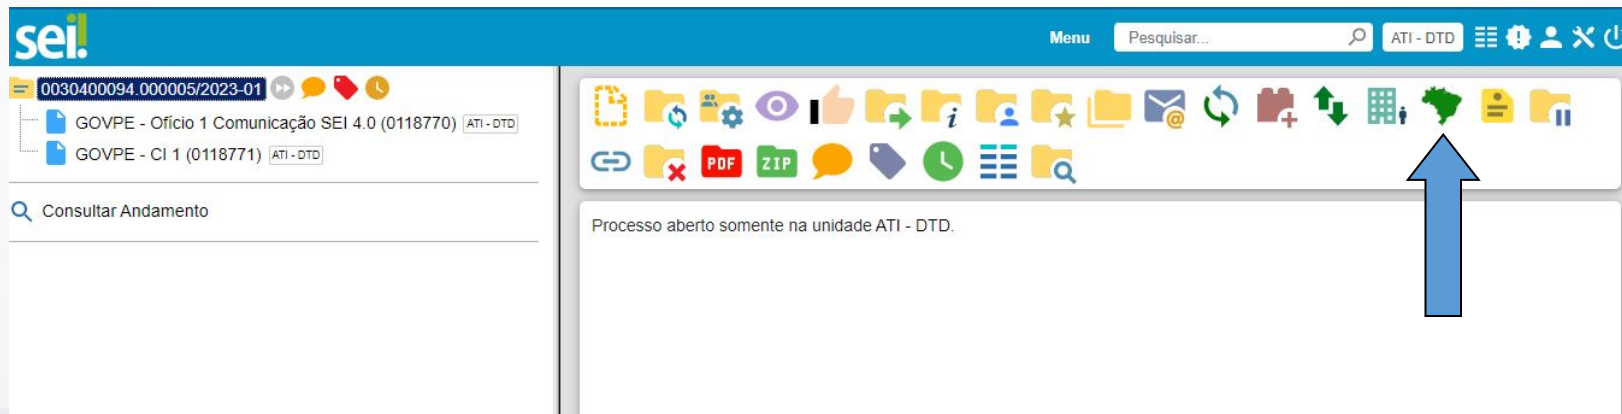 sei!
Menu Pesquisar... ATI - DTD
0030400094.000005/2023-01
GOVPE - Ofício 1 Comunicação SEI 4.0 (0118770) ATI - DTD
GOVPE - CI 1 (0118771) ATI - DTD
Consultar Andamento
PDF ZIP
Processo aberto somente na unidade ATI - DTD.